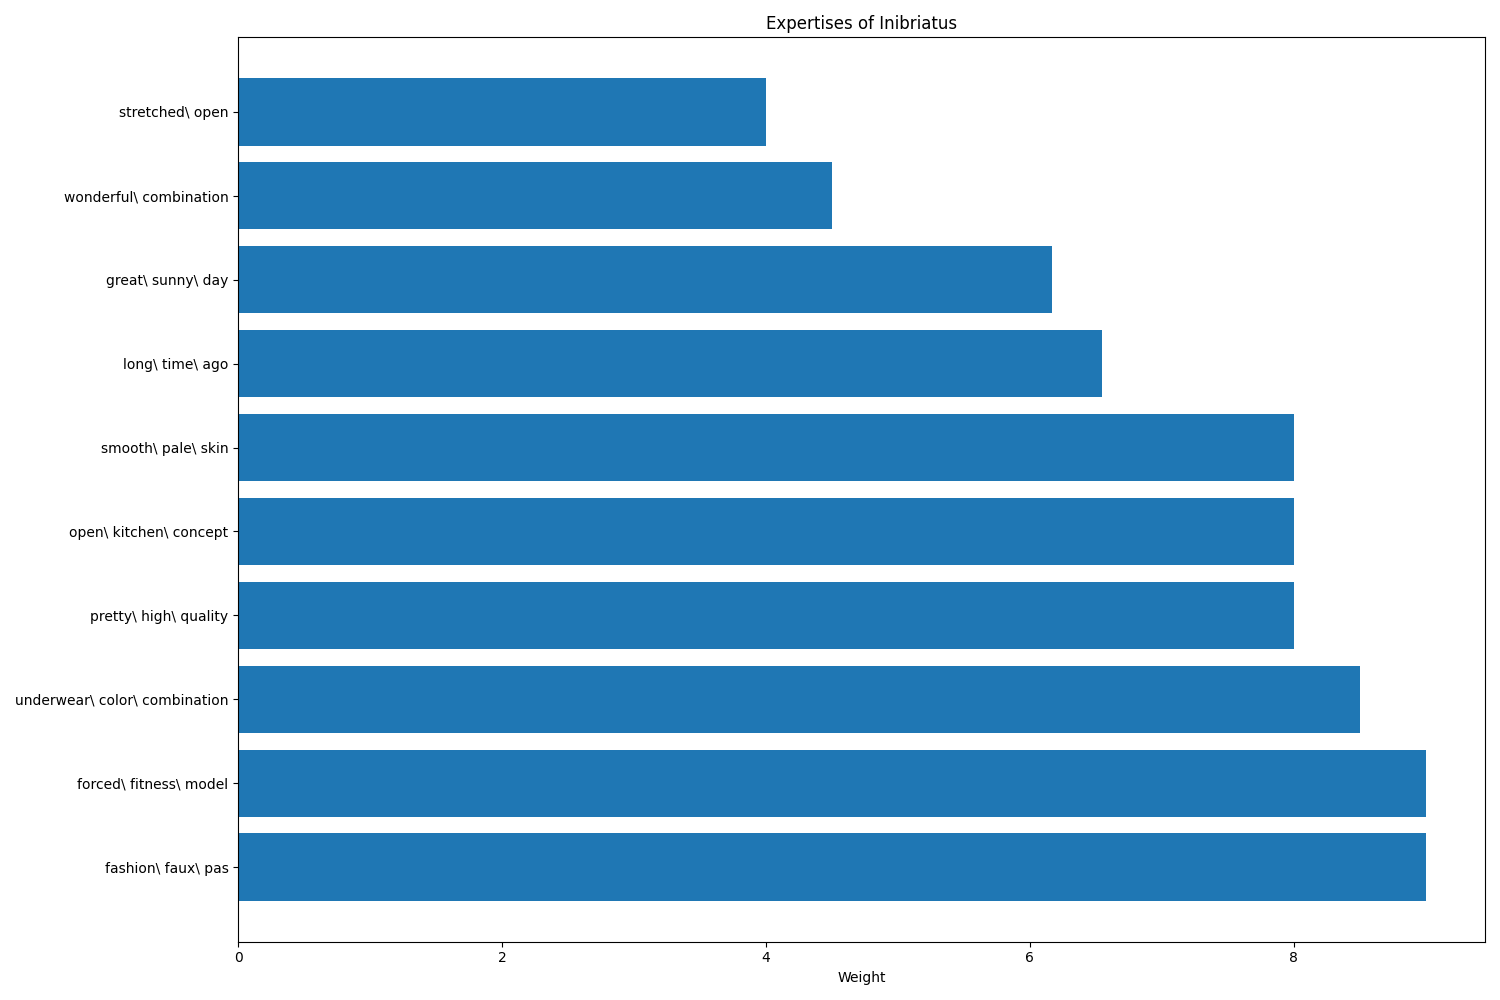 Expertises of Inibriatus
stretched\ open
wonderful\ combination
great\ sunny\ day
long\ time\ ago
smooth\ pale\ skin
open\ kitchen\ concept
pretty\ high\ quality
underwear\ color\ combination
forced\ fitness\ model
fashion\ faux\ pas
0 2 4 6 8
Weight